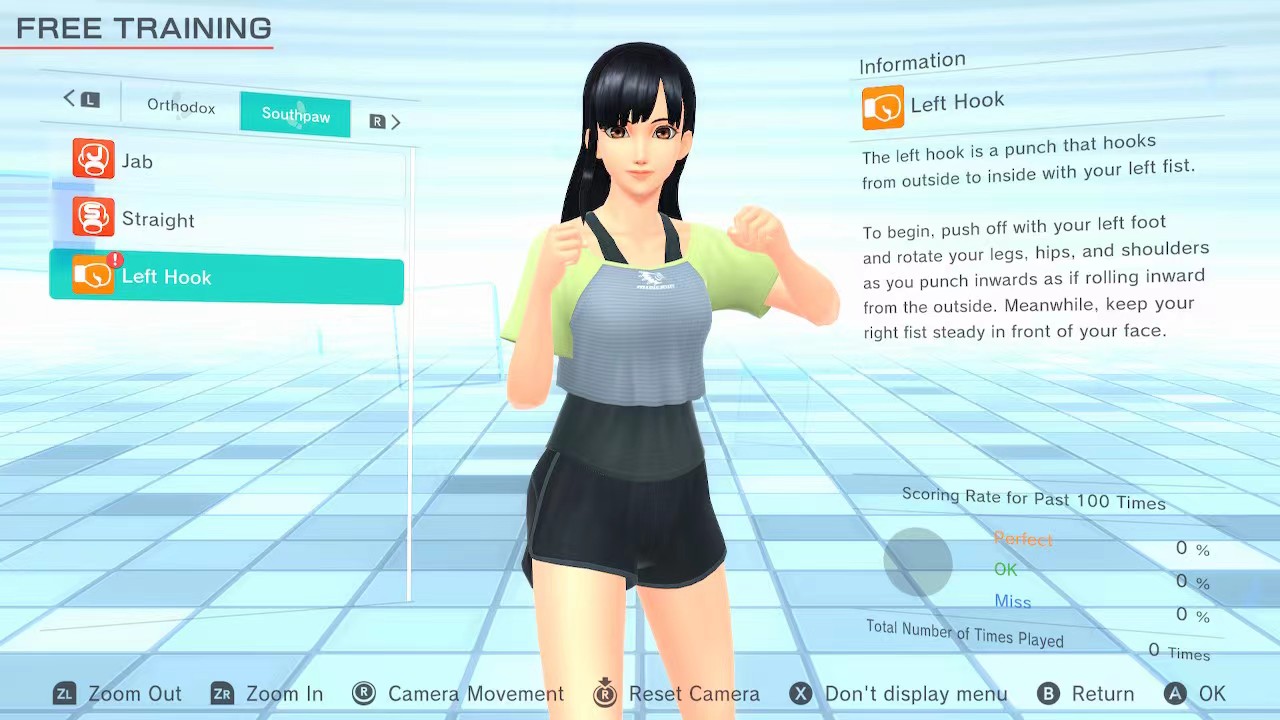 FREE TRAINING
L
Orthodox
Southpaw
R
Jab
Straight
Left Hook
Information
Left Hook
The left hook is a punch that hooks
from outside to inside with your left fist.
To begin, push off with your left foot
and rotate your legs, hips, and shoulders
as you punch inwards as if falling inward
from the outside. Meanwhile, keep your
right fist steady in front of your face.
Scoring Rate for Past 100 Times
Perfect 0 %
OK 0 %
Miss 0 %
Total Number of Times Played 0 Times
ZL Zoom Out ZR Zoom In R Camera Movement R Reset Camera X Don't display menu B Return A OK